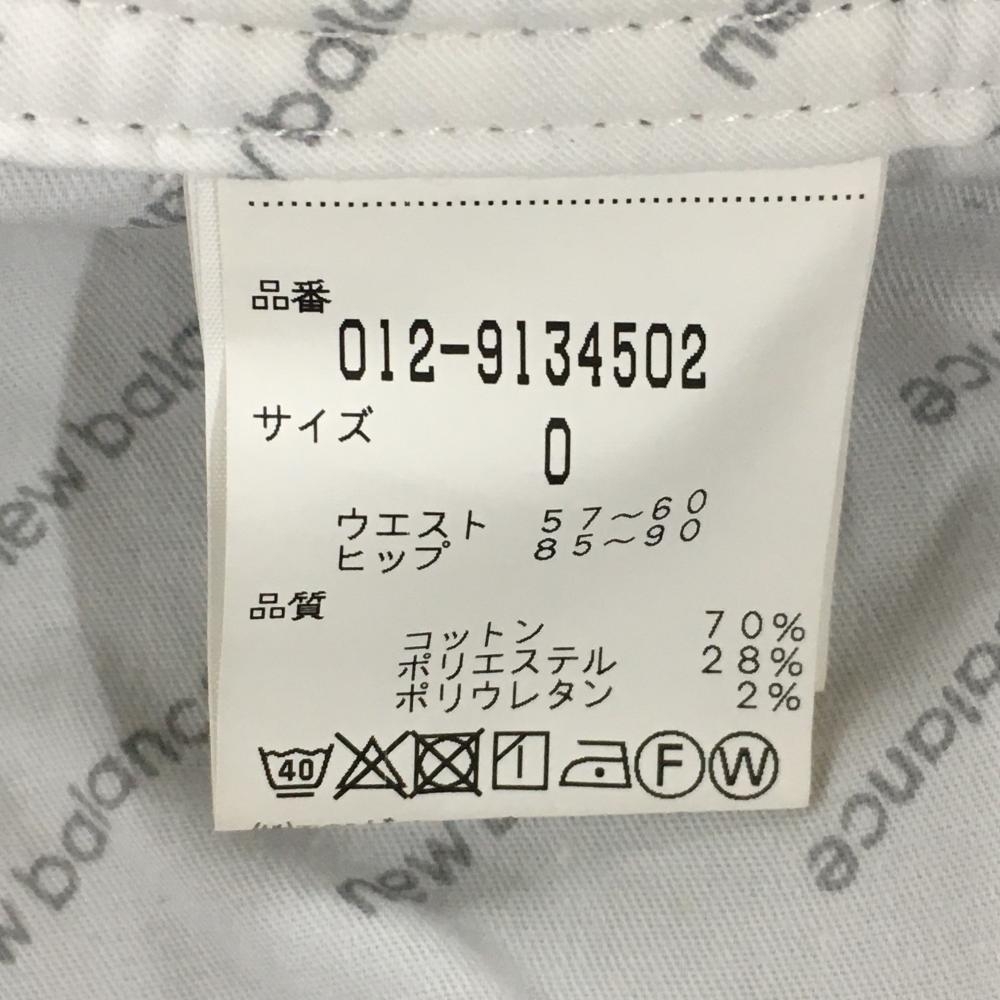 new balance
new
品番
012-9134502
サイズ
0
ウエスト 57~60
ヒップ 85~90
品質
コットン 70%
ポリエステル 28%
ポリウレタン 2%
40 F W
new balance
balance
new